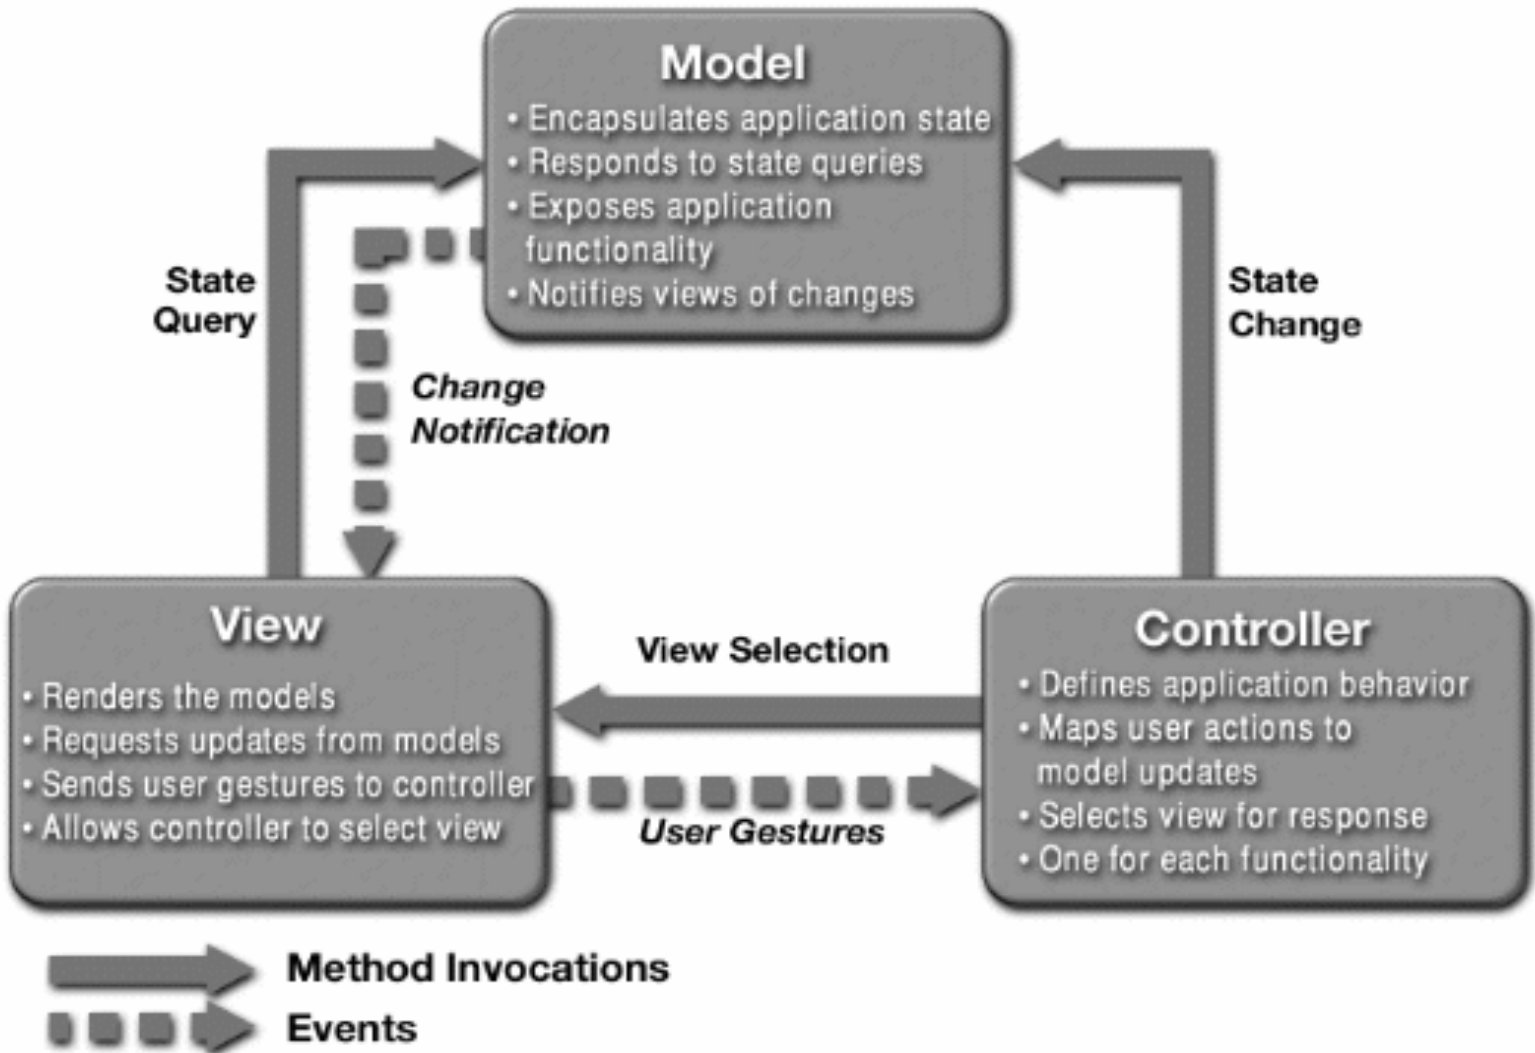 Model
• Encapsulates application state
• Responds to state queries
• Exposes application
functionality
• Notifies views of changes
State
Query
Change
Notification
State
Change
View
• Renders the models
• Requests updates from models
• Sends user gestures to controller
• Allows controller to select view
View Selection
User Gestures
Controller
• Defines application behavior
• Maps user actions to
model updates
• Selects view for response
• One for each functionality
Method Invocations
Events